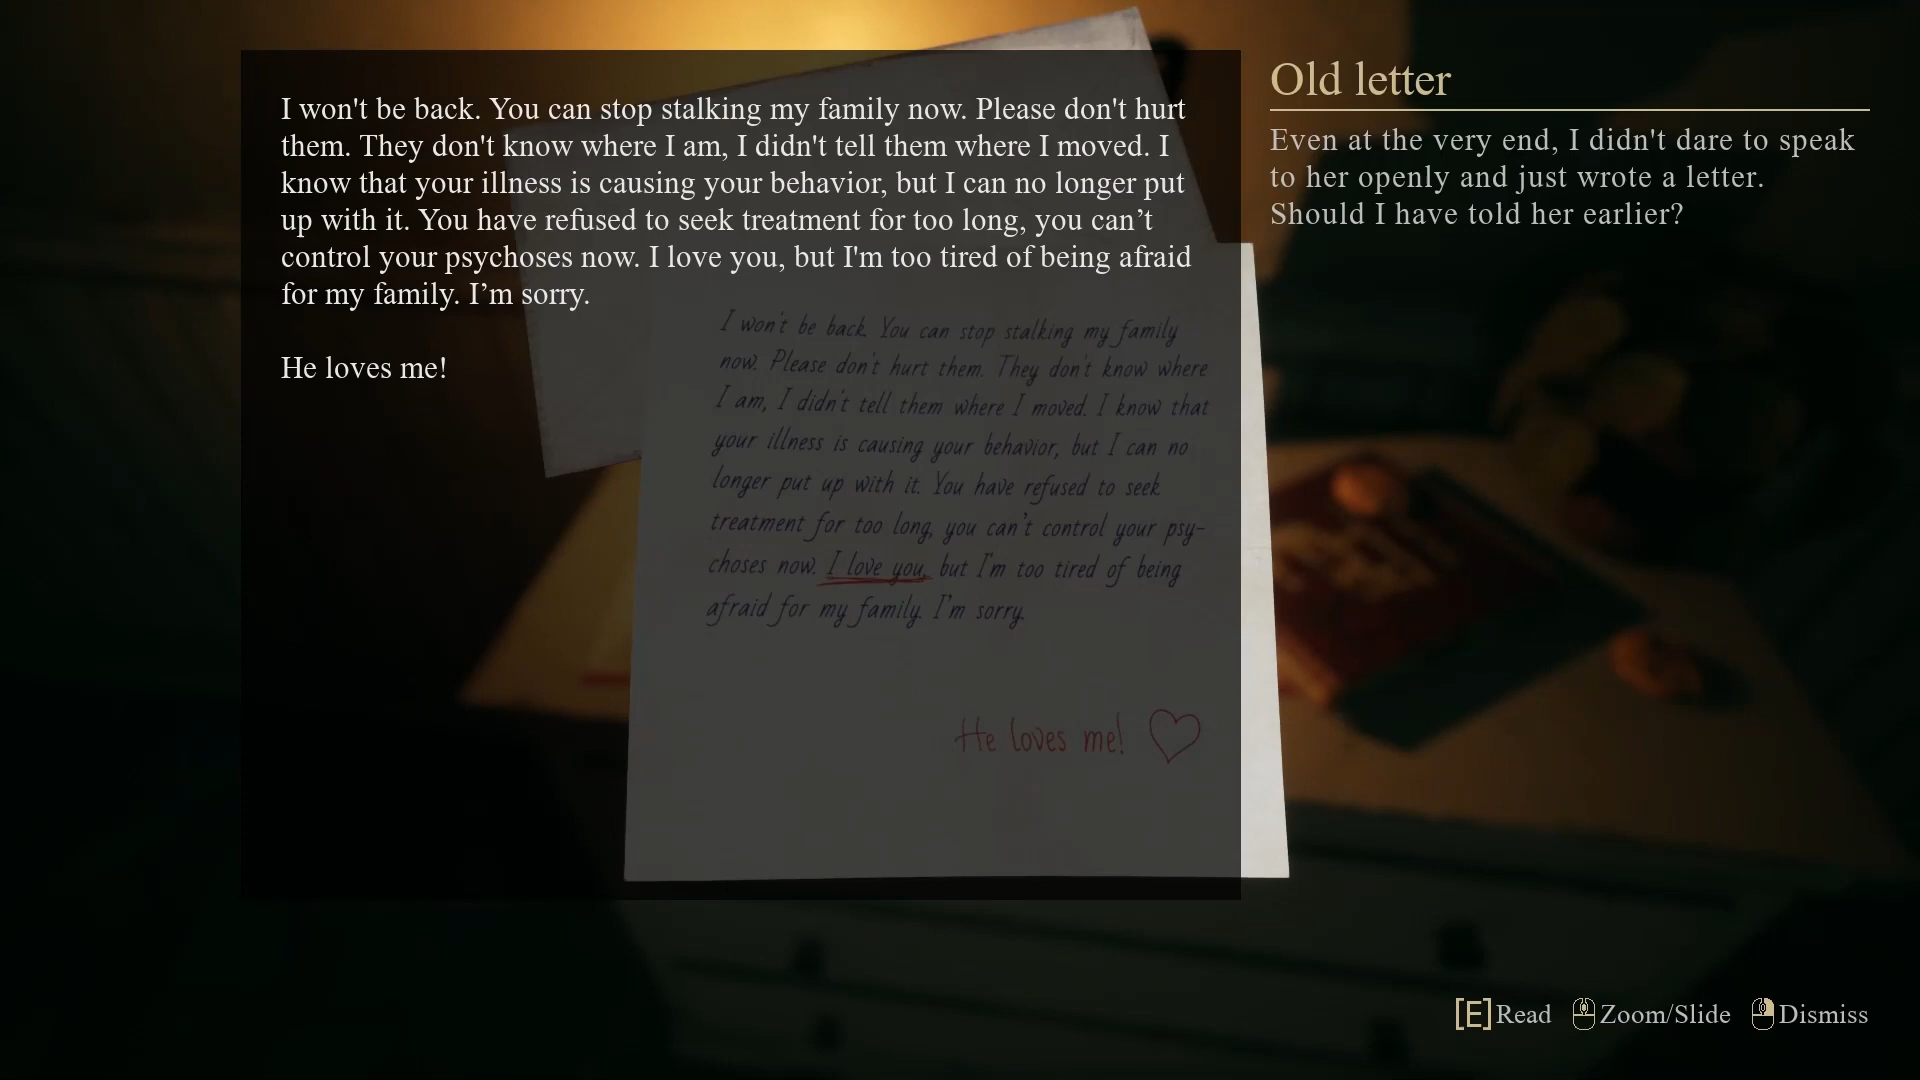 I won't be back. You can stop stalking my family now. Please don't hurt
them. They don't know where I am, I didn't tell them where I moved. I
know that your illness is causing your behavior, but I can no longer put
up with it. You have refused to seek treatment for too long, you can’t
control your psychoses now. I love you, but I'm too tired of being afraid
for my family. I’m sorry.
He loves me!
I won't be back. You can stop stalking my family
now. Please don't hurt them. They don't know where
I am, I didn't tell them where I moved. I know that
your illness is causing your behavior, but I can no
longer put up with it. You have refused to seek
treatment for too long, you can’t control your psy-
choses now. I love you, but I'm too tired of being
afraid for my family. I’m sorry.
He loves me!
Old letter
Even at the very end, I didn't dare to speak
to her openly and just wrote a letter.
Should I have told her earlier?
[E] Read Zoom/Slide Dismiss